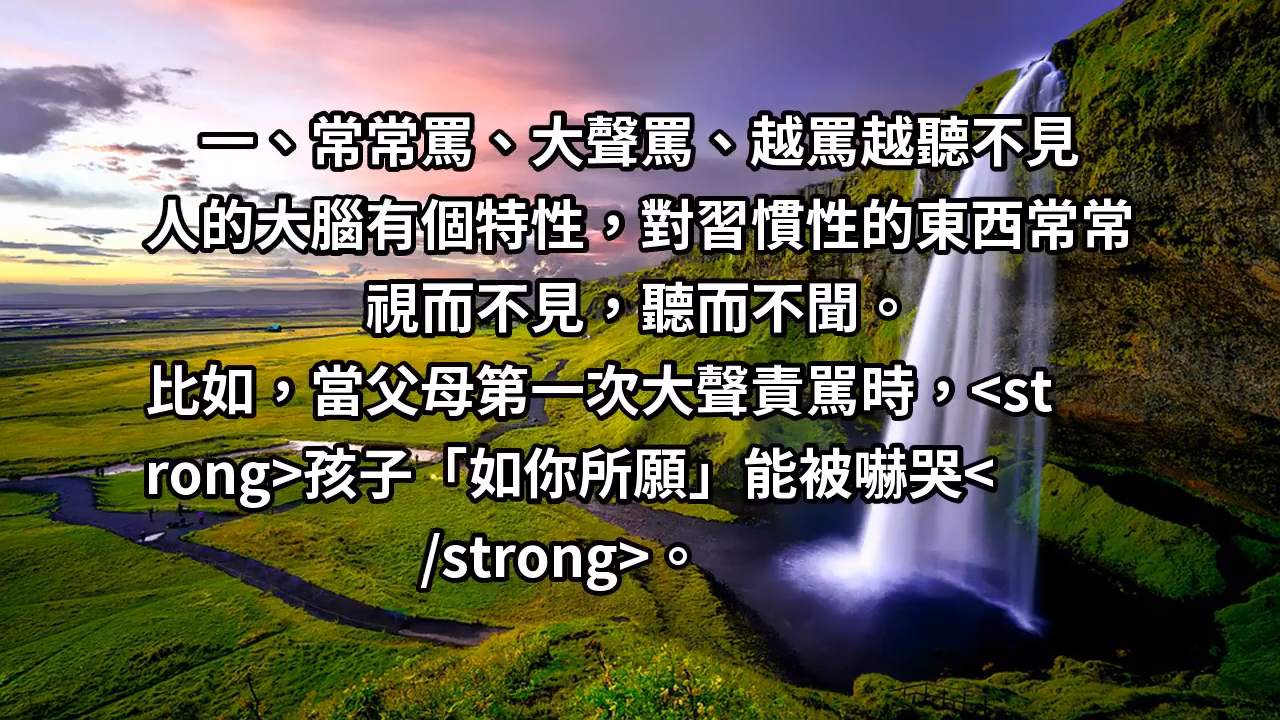 一、常常罵、大聲罵、越罵越聽不見
人的大腦有個特性，對習慣性的東西常常
視而不見，聽而不聞。
比如，當父母第一次大聲責駡時，<st
rong>孩子「如你所願」能被嚇哭<
/strong>。